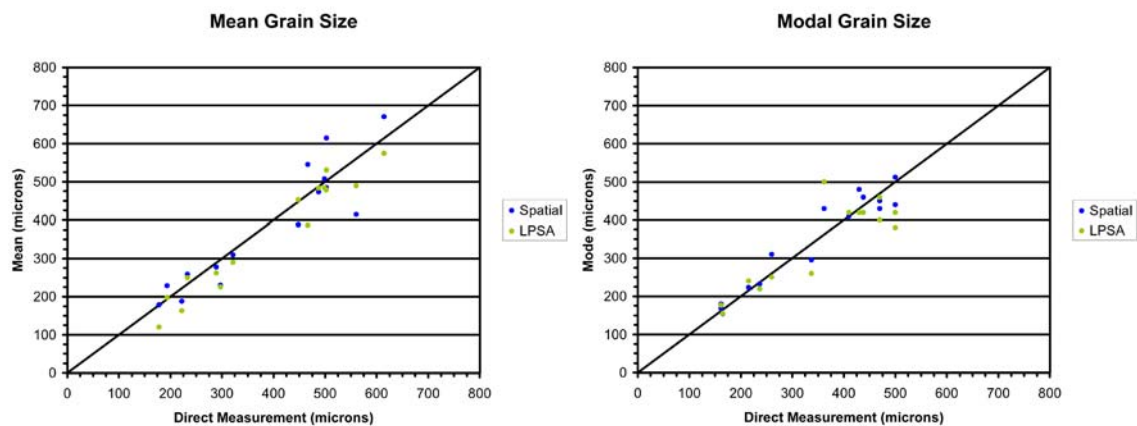 Mean Grain Size
800
700
600
500
400
300
200
100
0
Mean (microns)
0 100 200 300 400 500 600 700 800
Direct Measurement (microns)
Spatial
LPSA
Modal Grain Size
800
700
600
500
400
300
200
100
0
Mode (microns)
0 100 200 300 400 500 600 700 800
Direct Measurement (microns)
Spatial
LPSA